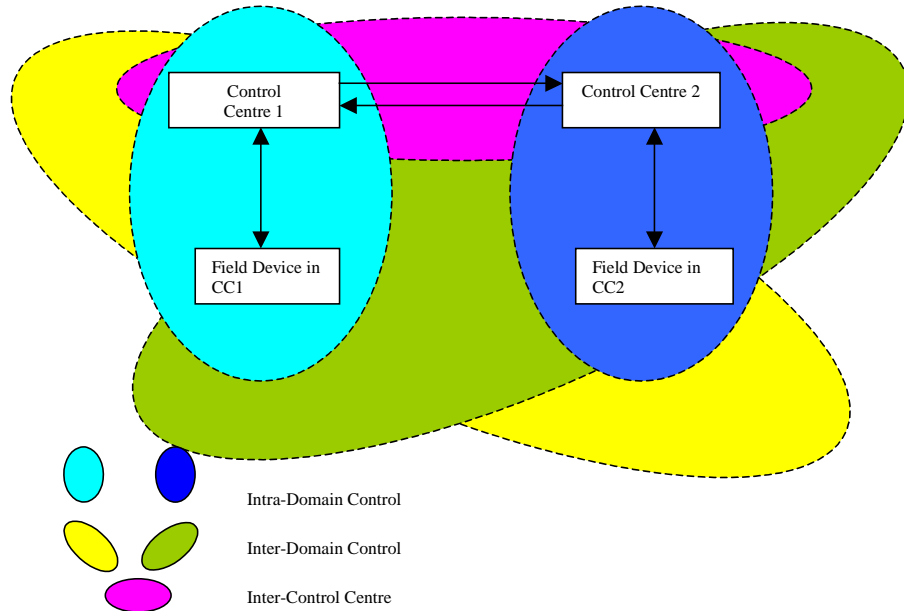 Control
Centre 1
Control Centre 2
Field Device in
CC1
Field Device in
CC2
Intra-Domain Control
Inter-Domain Control
Inter-Control Centre